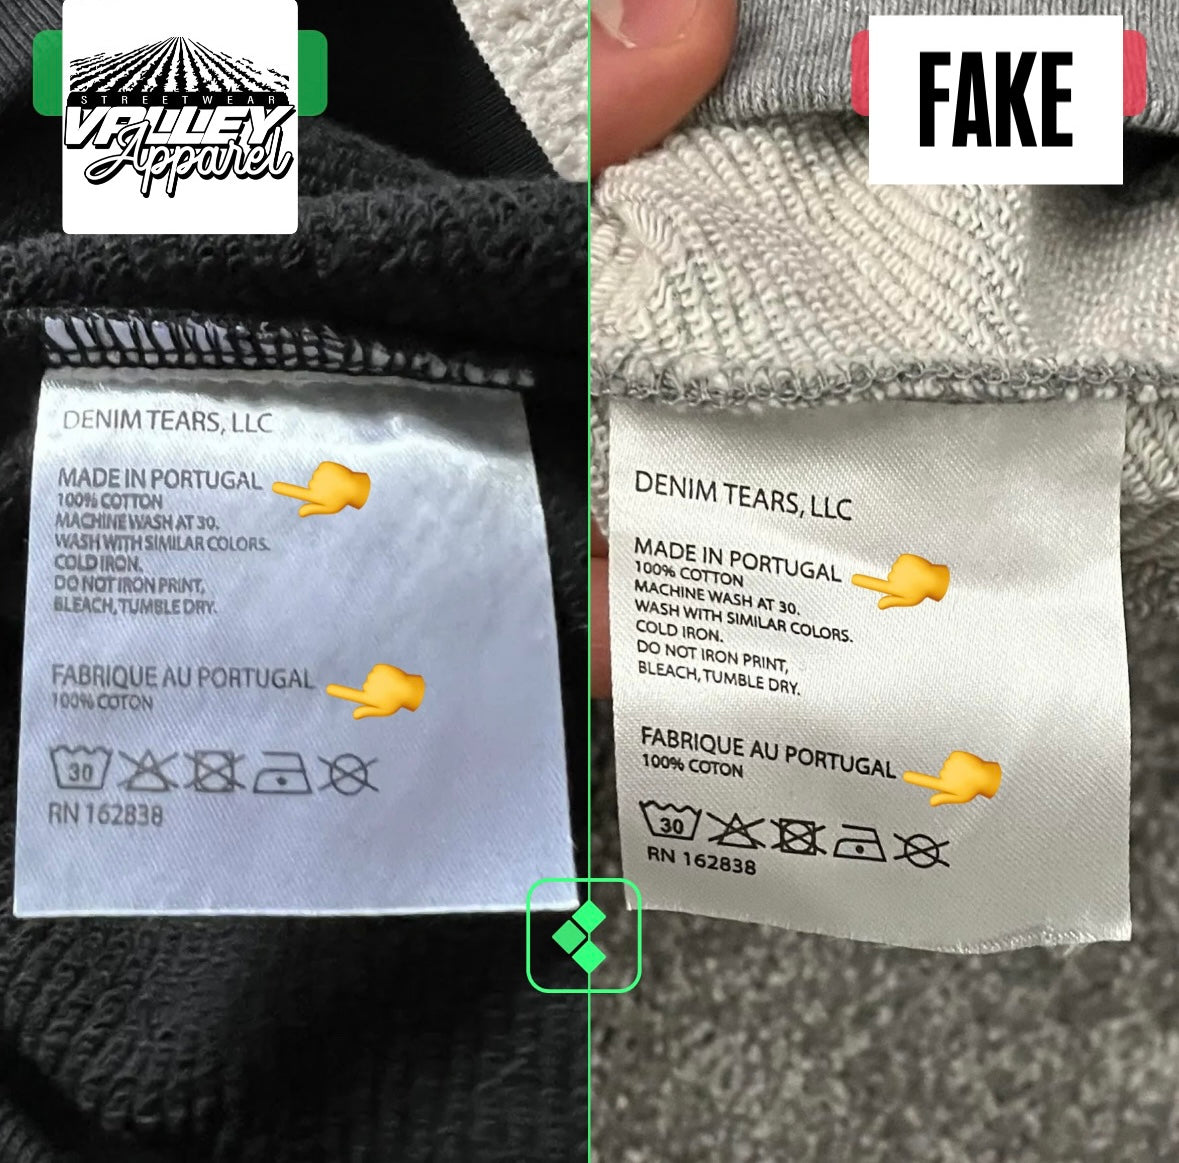 STREETWEAR
VALLEY
Apparel
DENIM TEARS, LLC
MADE IN PORTUGAL
100% COTTON
MACHINE WASH AT 30.
WASH WITH SIMILAR COLORS.
COLD IRON.
DO NOT IRON PRINT,
BLEACH, TUMBLE DRY.
FABRIQUE AU PORTUGAL
100% COTON
30
RN 162838
FAKE
DENIM TEARS, LLC
MADE IN PORTUGAL
100% COTTON
MACHINE WASH AT 30.
WASH WITH SIMILAR COLORS.
COLD IRON.
DO NOT IRON PRINT,
BLEACH, TUMBLE DRY.
FABRIQUE AU PORTUGAL
100% COTON
30
RN 162838